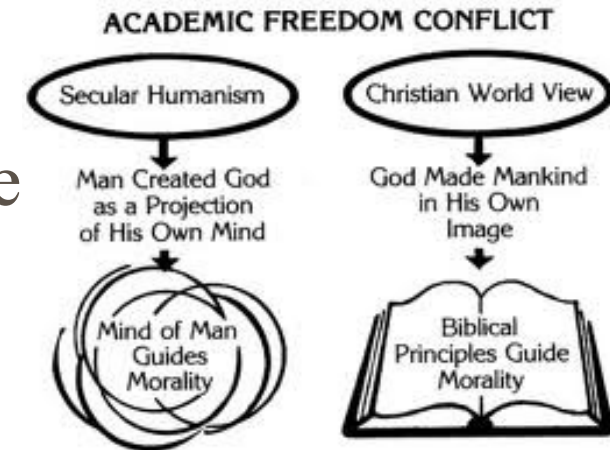 ACADEMIC FREEDOM CONFLICT
Secular Humanism
Man Created God
as a Projection
of His Own Mind
Mind of Man
Guides
Morality
Christian World View
God Made Mankind
in His Own
Image
Biblical
Principles Guide
Morality
e